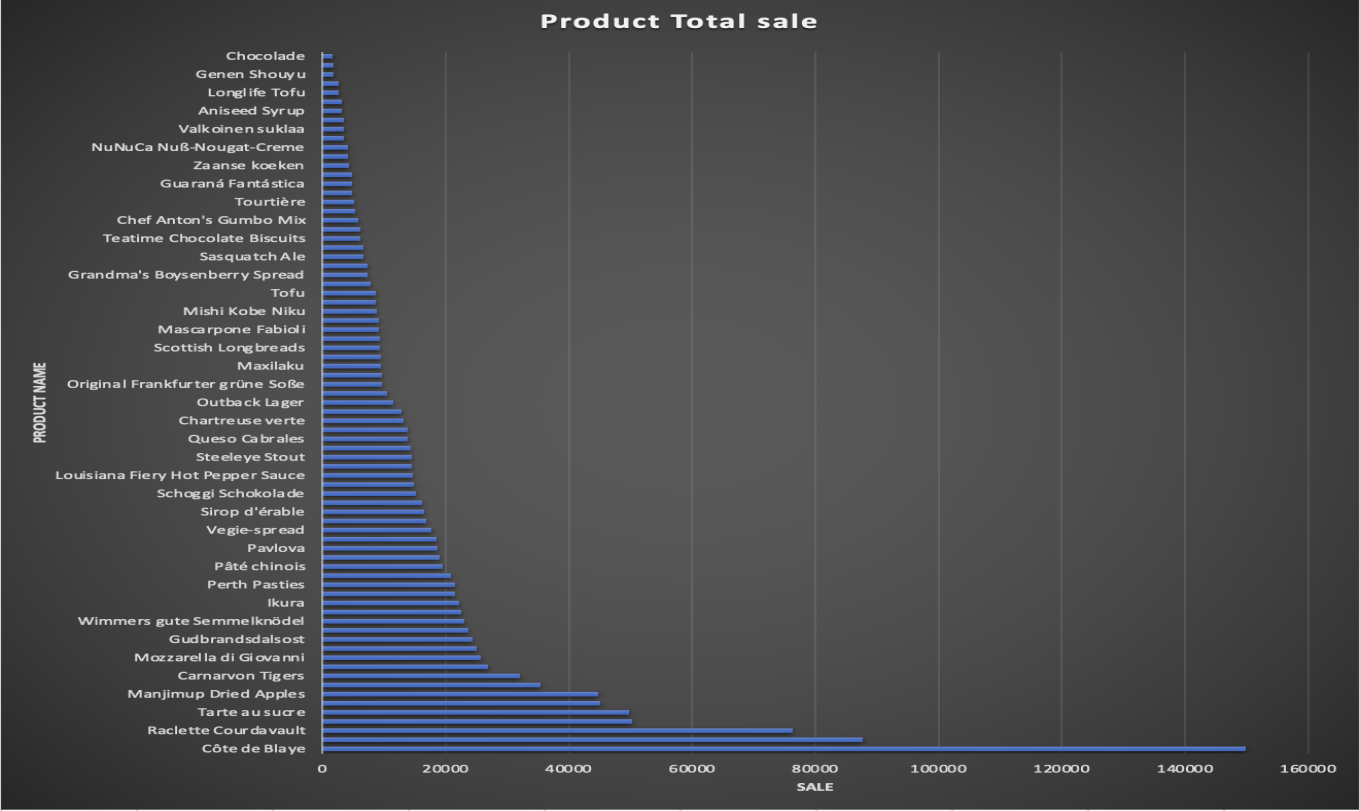 Product Total sale
Chocolade
Genen Shouyu
Longlife Tofu
Aniseed Syrup
Valkoinen suklaa
NuNuCa Nuß-Nougat-Creme
Zaanse koeken
Guaraná Fantástica
Tourtière
Chef Anton's Gumbo Mix
Teatime Chocolate Biscuits
Sasquatch Ale
Grandma's Boysenberry Spread
Tofu
Mishi Kobe Niku
Mascarpone Fabioli
Scottish Longbreads
Maxilaku
Original Frankfurter grüne Soße
Outback Lager
Chartreuse verte
Queso Cabrales
Steeleye Stout
Louisiana Fiery Hot Pepper Sauce
Schoggi Schokolade
Sirop d'érable
Vegie-spread
Pavlova
Pâté chinois
Perth Pasties
Ikura
Wimmers gute Semmelknödel
Gudbrandsdalsost
Mozzarella di Giovanni
Carnarvon Tigers
Manjimup Dried Apples
Tarte au sucre
Raclette Courdavault
Côte de Blaye
PRODUCT NAME
0 20000 40000 60000 80000 100000 120000 140000 160000
SALE